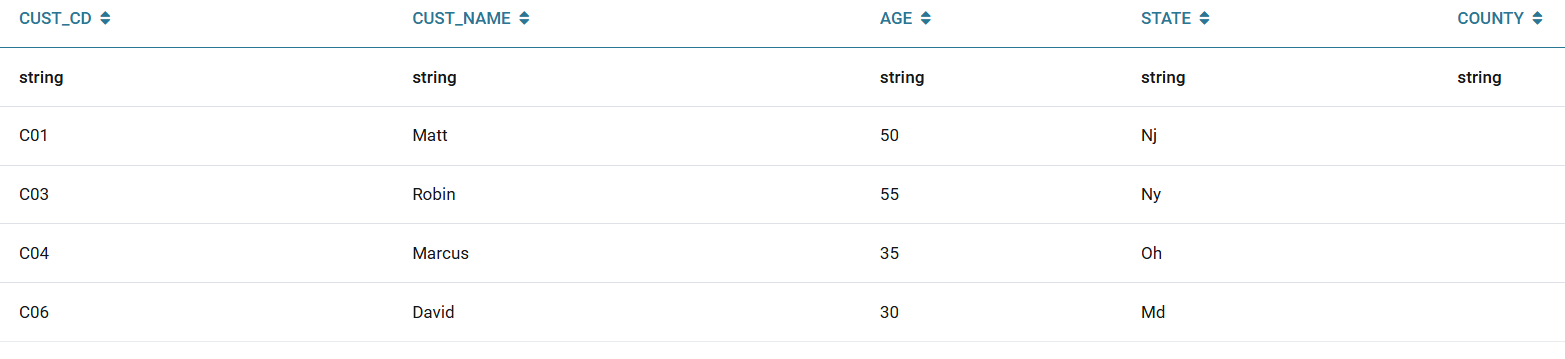 CUST_CD CUST_NAME AGE STATE COUNTY
string string string string string
C01 Matt 50 Nj
C03 Robin 55 Ny
C04 Marcus 35 Oh
C06 David 30 Md